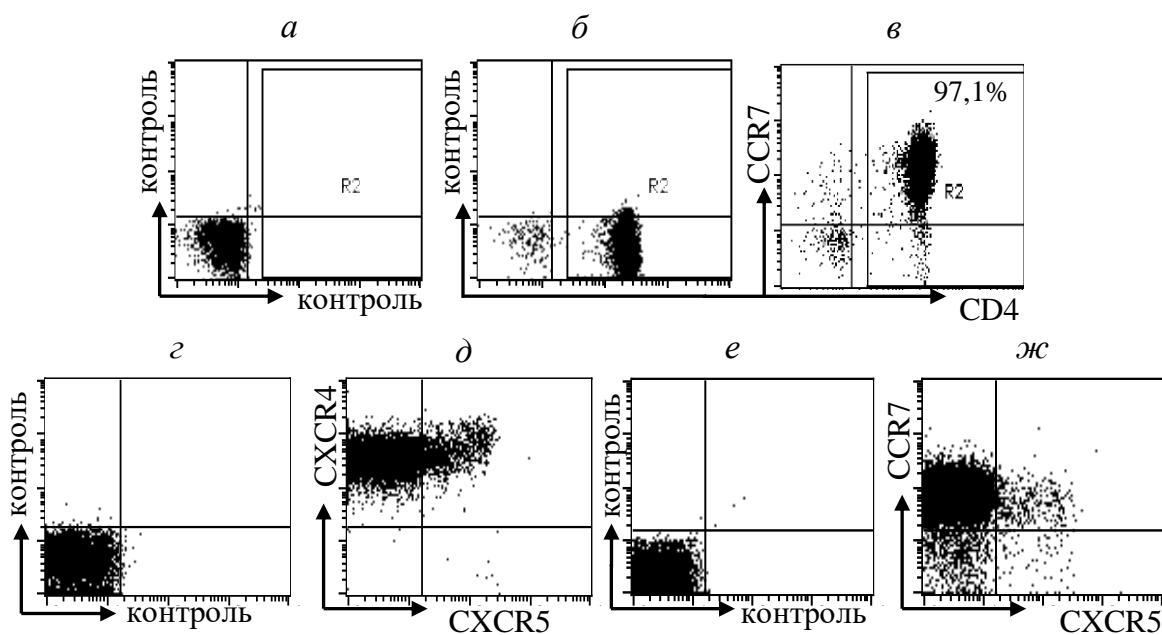 а б в
контроль
R2
контроль
контроль
R2
CCR7
97,1%
R2
CD4
г д е ж
контроль
контроль
CXCR4
CXCR5
контроль
контроль
CCR7
CXCR5